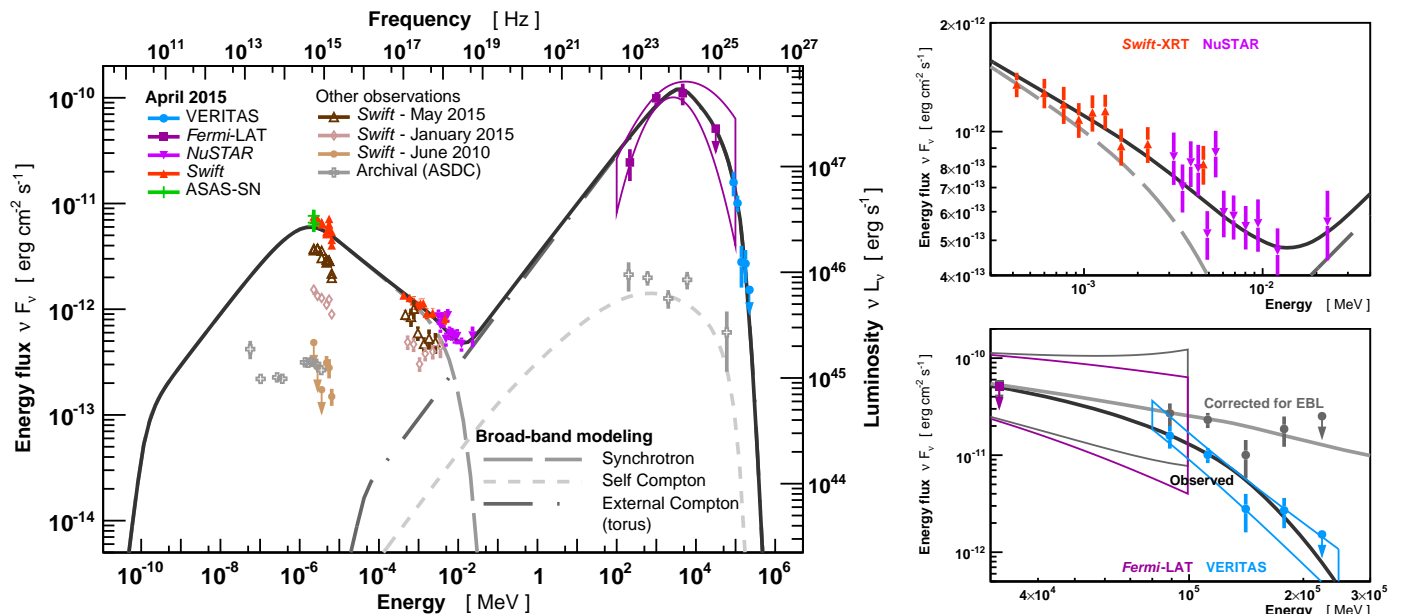 Frequency [ Hz ]
10^11 10^13 10^15 10^17 10^19 10^21 10^23 10^25 10^27
Energy flux ν F_ν [ erg cm^-2 s^-1 ]
10^-10
10^-11
10^-12
10^-13
10^-14
April 2015
VERITAS
Fermi-LAT
NuSTAR
Swift
ASAS-SN
Other observations
Swift - May 2015
Swift - January 2015
Swift - June 2010
Archival (ASDC)
Broad-band modeling
Synchrotron
Self Compton
External Compton
(torus)
10^47
10^46
10^45
10^44
Luminosity ν L_ν [ erg s^-1 ]
10^-10 10^-8 10^-6 10^-4 10^-2 1 10^2 10^4 10^6
Energy [ MeV ]
Energy flux ν F_ν [ erg cm^-2 s^-1 ]
2×10^-12
10^-12
8×10^-13
7×10^-13
6×10^-13
5×10^-13
4×10^-13
Swift-XRT NuSTAR
10^-3 10^-2
Energy [ MeV ]
Energy flux ν F_ν [ erg cm^-2 s^-1 ]
10^-10
10^-11
10^-12
Corrected for EBL
Observed
Fermi-LAT VERITAS
4×10^4 10^5 2×10^5 3×10^5
Energy [ MeV ]